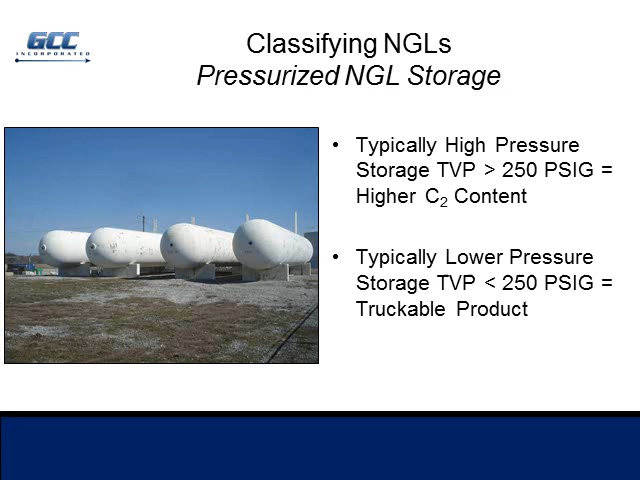 GCC
INCORPORATED
Classifying NGLs
Pressurized NGL Storage
• Typically High Pressure
Storage TVP > 250 PSIG =
Higher C₂ Content
• Typically Lower Pressure
Storage TVP < 250 PSIG =
Truckable Product